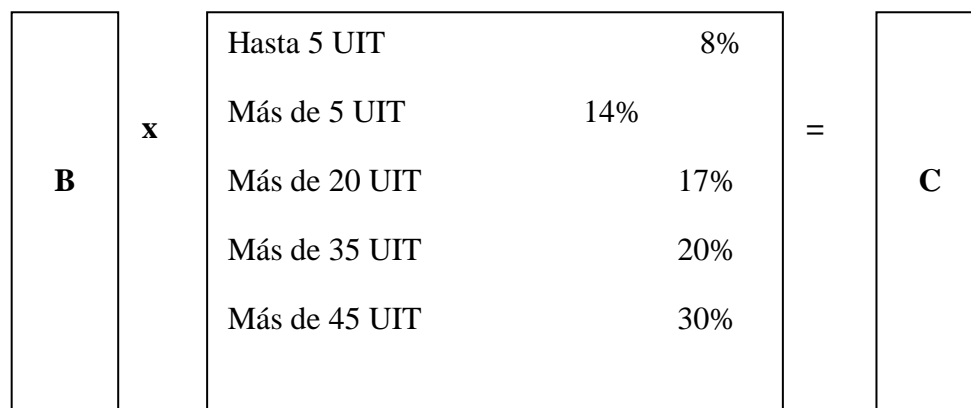 Hasta 5 UIT 8%
Más de 5 UIT 14%
x =
B Más de 20 UIT 17% C
Más de 35 UIT 20%
Más de 45 UIT 30%